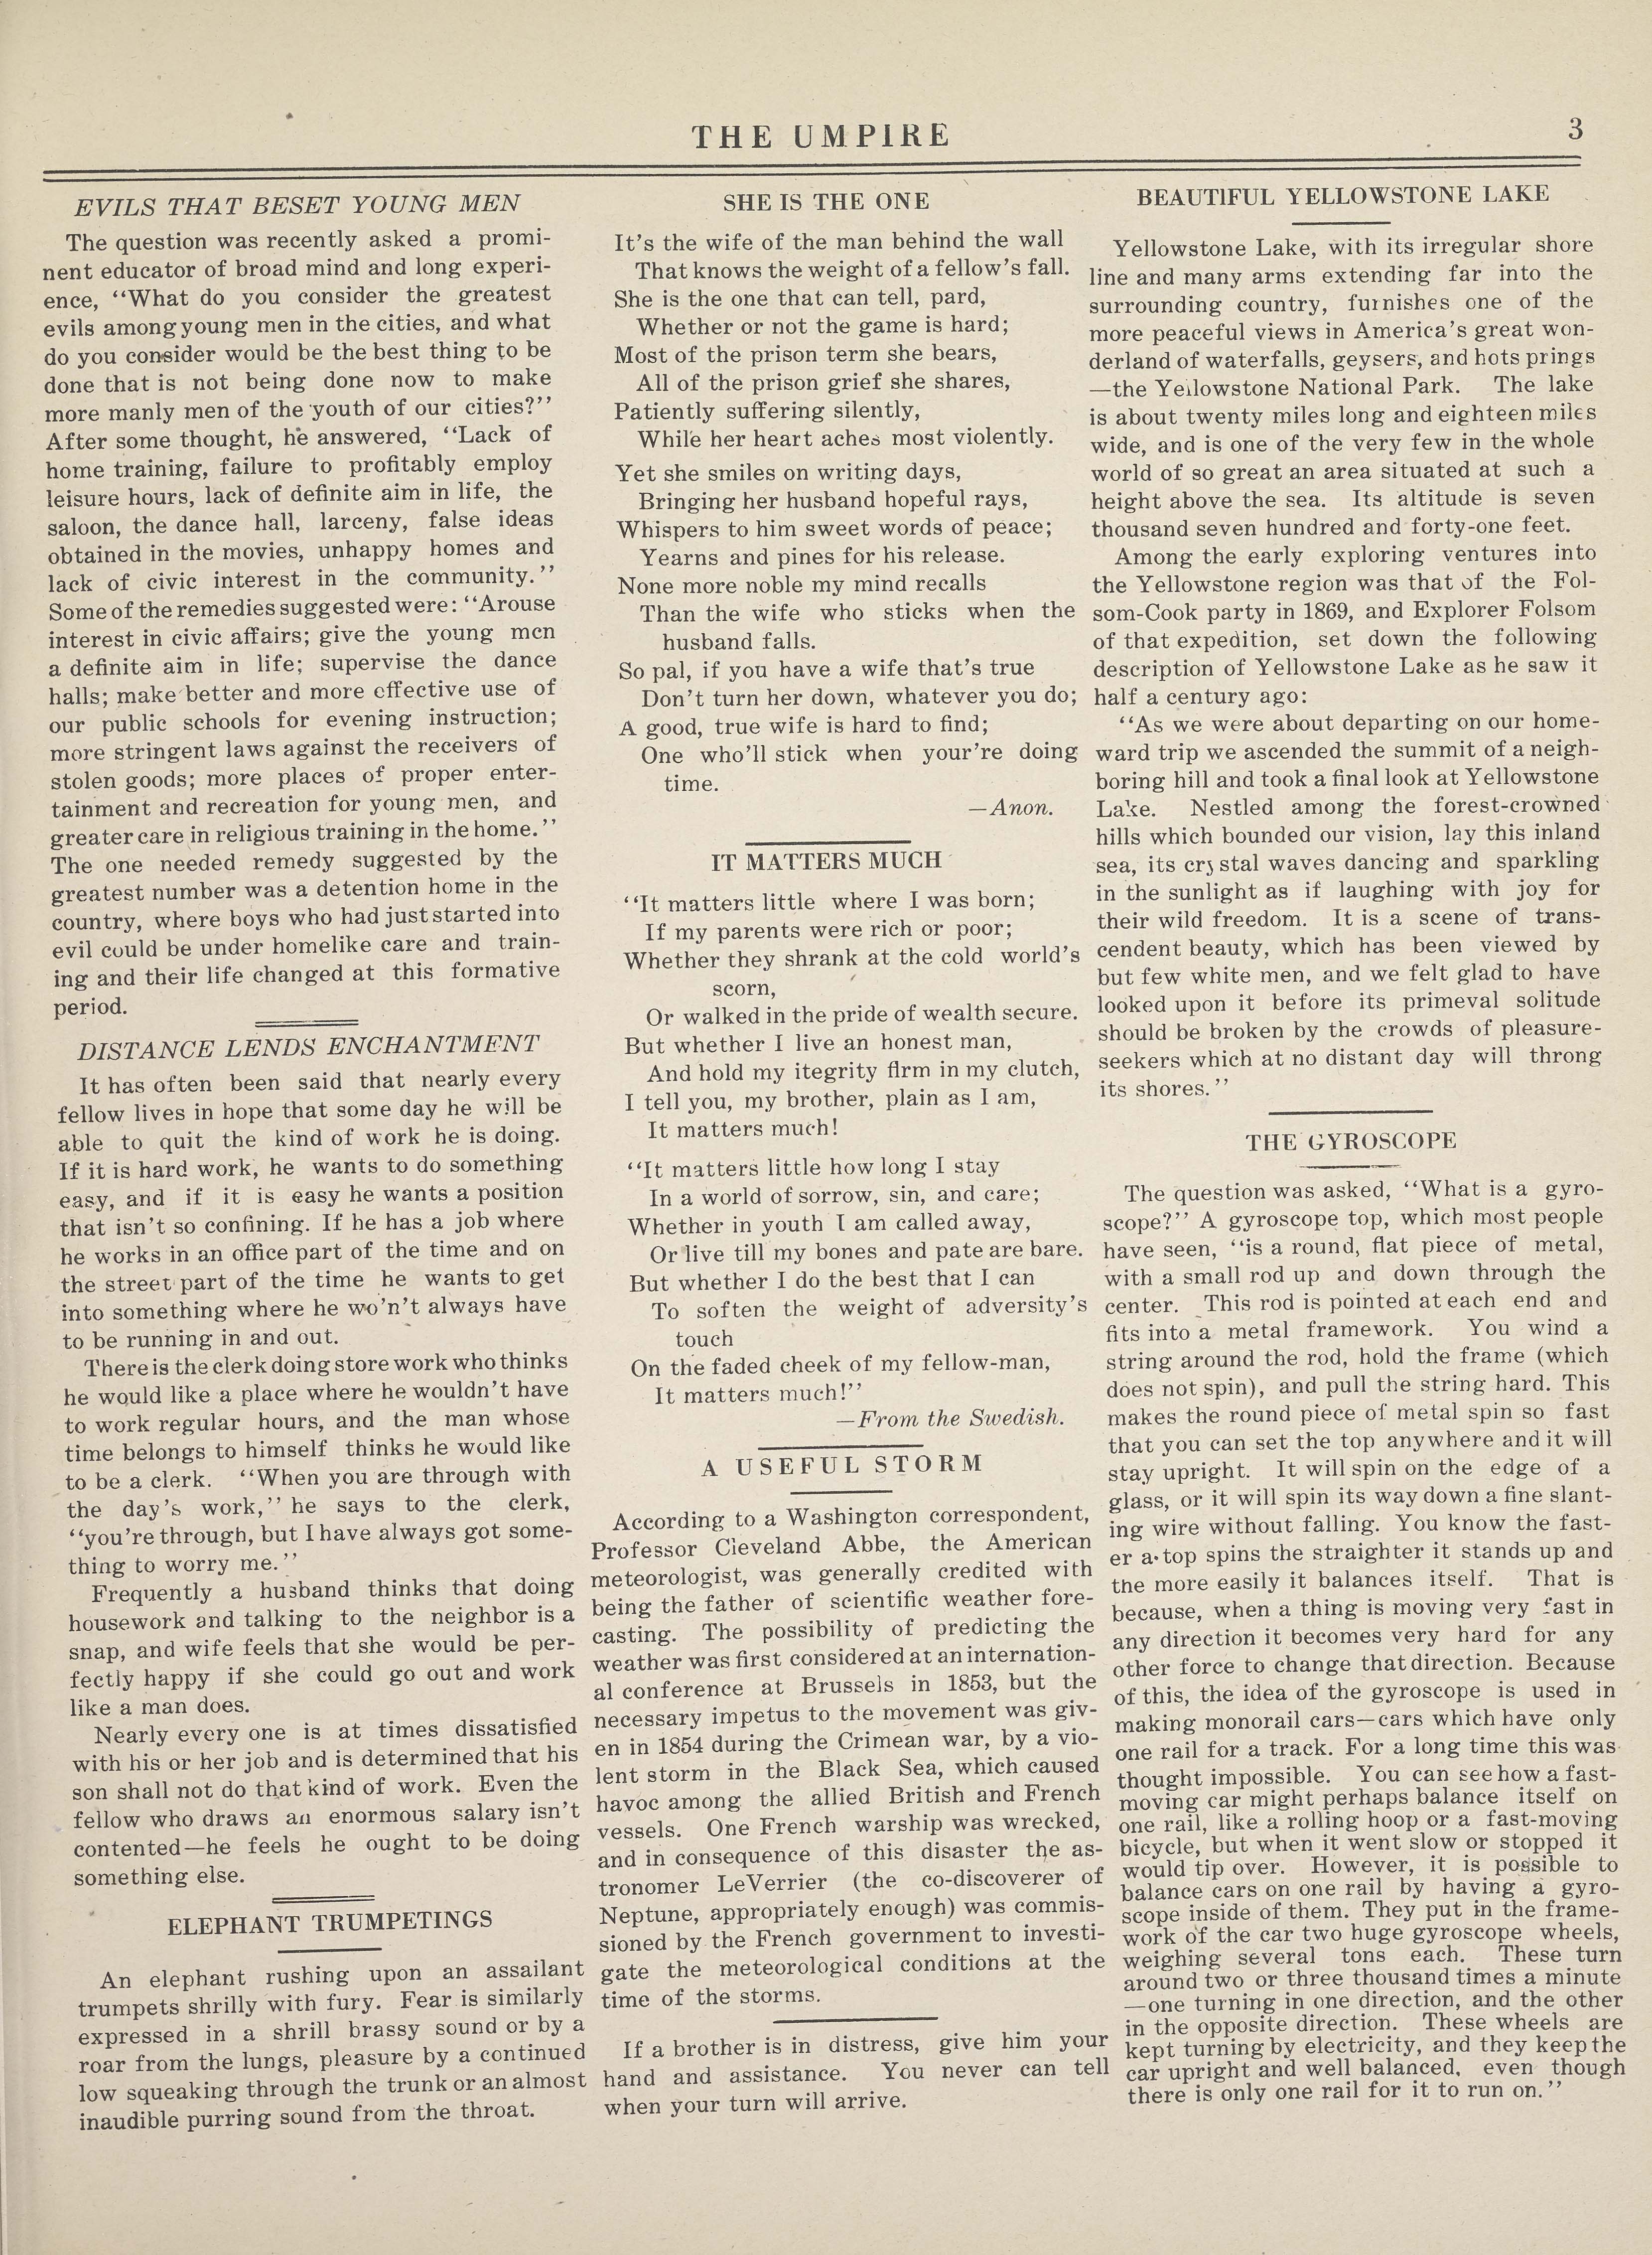 THE UMPIRE
3
EVILS THAT BESET YOUNG MEN
The question was recently asked a promi-
nent educator of broad mind and long experi-
ence, "What do you consider the greatest
evils among young men in the cities, and what
do you consider would be the best thing to be
done that is not being done now to make
more manly men of the youth of our cities?"
After some thought, he answered, "Lack of
home training, failure to profitably employ
leisure hours, lack of definite aim in life, the
saloon, the dance hall, larceny, false ideas
obtained in the movies, unhappy homes and
lack of civic interest in the community."
Some of the remedies suggested were: "Arouse
interest in civic affairs; give the young men
a definite aim in life; supervise the dance
halls; make better and more effective use of
our public schools for evening instruction;
more stringent laws against the receivers of
stolen goods; more places of proper enter-
tainment and recreation for young men, and
greater care in religious training in the home."
The one needed remedy suggested by the
greatest number was a detention home in the
country, where boys who had just started into
evil could be under homelike care and train-
ing and their life changed at this formative
period.
DISTANCE LENDS ENCHANTMENT
It has often been said that nearly every
fellow lives in hope that some day he will be
able to quit the kind of work he is doing.
If it is hard work, he wants to do something
easy, and if it is easy he wants a position
that isn't so confining. If he has a job where
he works in an office part of the time and on
the street part of the time he wants to get
into something where he wo'n't always have
to be running in and out.
There is the clerk doing store work who thinks
he would like a place where he wouldn't have
to work regular hours, and the man whose
time belongs to himself thinks he would like
to be a clerk. "When you are through with
the day's work," he says to the clerk,
"you're through, but I have always got some-
thing to worry me."
Frequently a husband thinks that doing
housework and talking to the neighbor is a
snap, and wife feels that she would be per-
fectly happy if she could go out and work
like a man does.
Nearly every one is at times dissatisfied
with his or her job and is determined that his
son shall not do that kind of work. Even the
fellow who draws an enormous salary isn't
contented—he feels he ought to be doing
something else.
ELEPHANT TRUMPETINGS
An elephant rushing upon an assailant
trumpets shrilly with fury. Fear is similarly
expressed in a shrill brassy sound or by a
roar from the lungs, pleasure by a continued
low squeaking through the trunk or an almost
inaudible purring sound from the throat.
SHE IS THE ONE
It's the wife of the man behind the wall
That knows the weight of a fellow's fall.
She is the one that can tell, pard,
Whether or not the game is hard;
Most of the prison term she bears,
All of the prison grief she shares,
Patiently suffering silently,
While her heart aches most violently.
Yet she smiles on writing days,
Bringing her husband hopeful rays,
Whispers to him sweet words of peace;
Yearns and pines for his release.
None more noble my mind recalls
Than the wife who sticks when the
husband falls.
So pal, if you have a wife that's true
Don't turn her down, whatever you do;
A good, true wife is hard to find;
One who'll stick when your're doing
time.
—Anon.
IT MATTERS MUCH
"It matters little where I was born;
If my parents were rich or poor;
Whether they shrank at the cold world's
scorn,
Or walked in the pride of wealth secure.
But whether I live an honest man,
And hold my itegrity firm in my clutch,
I tell you, my brother, plain as I am,
It matters much!
"It matters little how long I stay
In a world of sorrow, sin, and care;
Whether in youth I am called away,
Or live till my bones and pate are bare.
But whether I do the best that I can
To soften the weight of adversity's
touch
On the faded cheek of my fellow-man,
It matters much!"
—From the Swedish.
A USEFUL STORM
According to a Washington correspondent,
Professor Cleveland Abbe, the American
meteorologist, was generally credited with
being the father of scientific weather fore-
casting. The possibility of predicting the
weather was first considered at an internation-
al conference at Brussels in 1853, but the
necessary impetus to the movement was giv-
en in 1854 during the Crimean war, by a vio-
lent storm in the Black Sea, which caused
havoc among the allied British and French
vessels. One French warship was wrecked,
and in consequence of this disaster the as-
tronomer LeVerrier (the co-discoverer of
Neptune, appropriately enough) was commis-
sioned by the French government to investi-
gate the meteorological conditions at the
time of the storms.
If a brother is in distress, give him your
hand and assistance. You never can tell
when your turn will arrive.
BEAUTIFUL YELLOWSTONE LAKE
Yellowstone Lake, with its irregular shore
line and many arms extending far into the
surrounding country, furnishes one of the
more peaceful views in America's great won-
derland of waterfalls, geysers, and hots prings
—the Yellowstone National Park. The lake
is about twenty miles long and eighteen miles
wide, and is one of the very few in the whole
world of so great an area situated at such a
height above the sea. Its altitude is seven
thousand seven hundred and forty-one feet.
Among the early exploring ventures into
the Yellowstone region was that of the Fol-
som-Cook party in 1869, and Explorer Folsom
of that expedition, set down the following
description of Yellowstone Lake as he saw it
half a century ago:
"As we were about departing on our home-
ward trip we ascended the summit of a neigh-
boring hill and took a final look at Yellowstone
Lake. Nestled among the forest-crowned
hills which bounded our vision, lay this inland
sea, its crystal waves dancing and sparkling
in the sunlight as if laughing with joy for
their wild freedom. It is a scene of trans-
cendent beauty, which has been viewed by
but few white men, and we felt glad to have
looked upon it before its primeval solitude
should be broken by the crowds of pleasure-
seekers which at no distant day will throng
its shores."
THE GYROSCOPE
The question was asked, "What is a gyro-
scope?" A gyroscope top, which most people
have seen, "is a round, flat piece of metal,
with a small rod up and down through the
center. This rod is pointed at each end and
fits into a metal framework. You wind a
string around the rod, hold the frame (which
does not spin), and pull the string hard. This
makes the round piece of metal spin so fast
that you can set the top anywhere and it will
stay upright. It will spin on the edge of a
glass, or it will spin its way down a fine slant-
ing wire without falling. You know the fast-
er a top spins the straighter it stands up and
the more easily it balances itself. That is
because, when a thing is moving very fast in
any direction it becomes very hard for any
other force to change that direction. Because
of this, the idea of the gyroscope is used in
making monorail cars—cars which have only
one rail for a track. For a long time this was
thought impossible. You can see how a fast-
moving car might perhaps balance itself on
one rail, like a rolling hoop or a fast-moving
bicycle, but when it went slow or stopped it
would tip over. However, it is possible to
balance cars on one rail by having a gyro-
scope inside of them. They put in the frame-
work of the car two huge gyroscope wheels,
weighing several tons each. These turn
around two or three thousand times a minute
—one turning in one direction, and the other
in the opposite direction. These wheels are
kept turning by electricity, and they keep the
car upright and well balanced, even though
there is only one rail for it to run on."